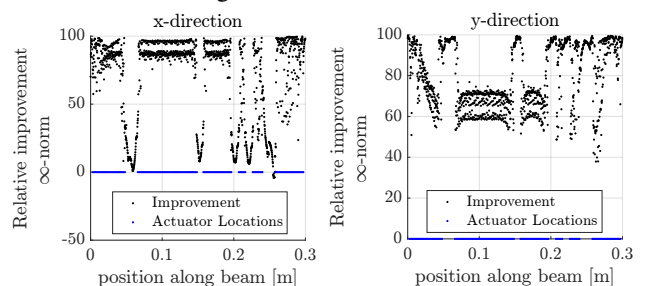 x-direction
Relative improvement
∞-norm
100
50
0
-50
Improvement
Actuator Locations
0
0.1
0.2
0.3
position along beam [m]
y-direction
Relative improvement
∞-norm
100
80
60
40
20
0
Improvement
Actuator Locations
0
0.1
0.2
0.3
position along beam [m]